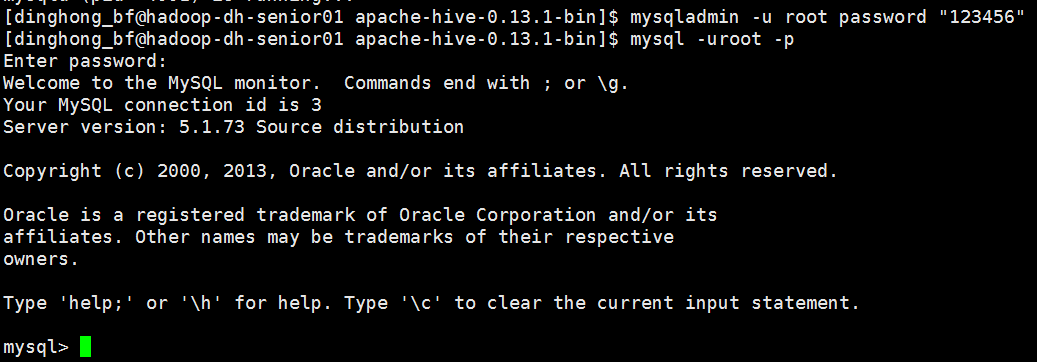 [dinghong_bf@hadoop-dh-senior01 apache-hive-0.13.1-bin]$ mysqladmin -u root password "123456"
[dinghong_bf@hadoop-dh-senior01 apache-hive-0.13.1-bin]$ mysql -uroot -p
Enter password:
Welcome to the MySQL monitor.  Commands end with ; or \g.
Your MySQL connection id is 3
Server version: 5.1.73 Source distribution

Copyright (c) 2000, 2013, Oracle and/or its affiliates. All rights reserved.

Oracle is a registered trademark of Oracle Corporation and/or its
affiliates. Other names may be trademarks of their respective
owners.

Type 'help;' or '\h' for help. Type '\c' to clear the current input statement.

mysql>